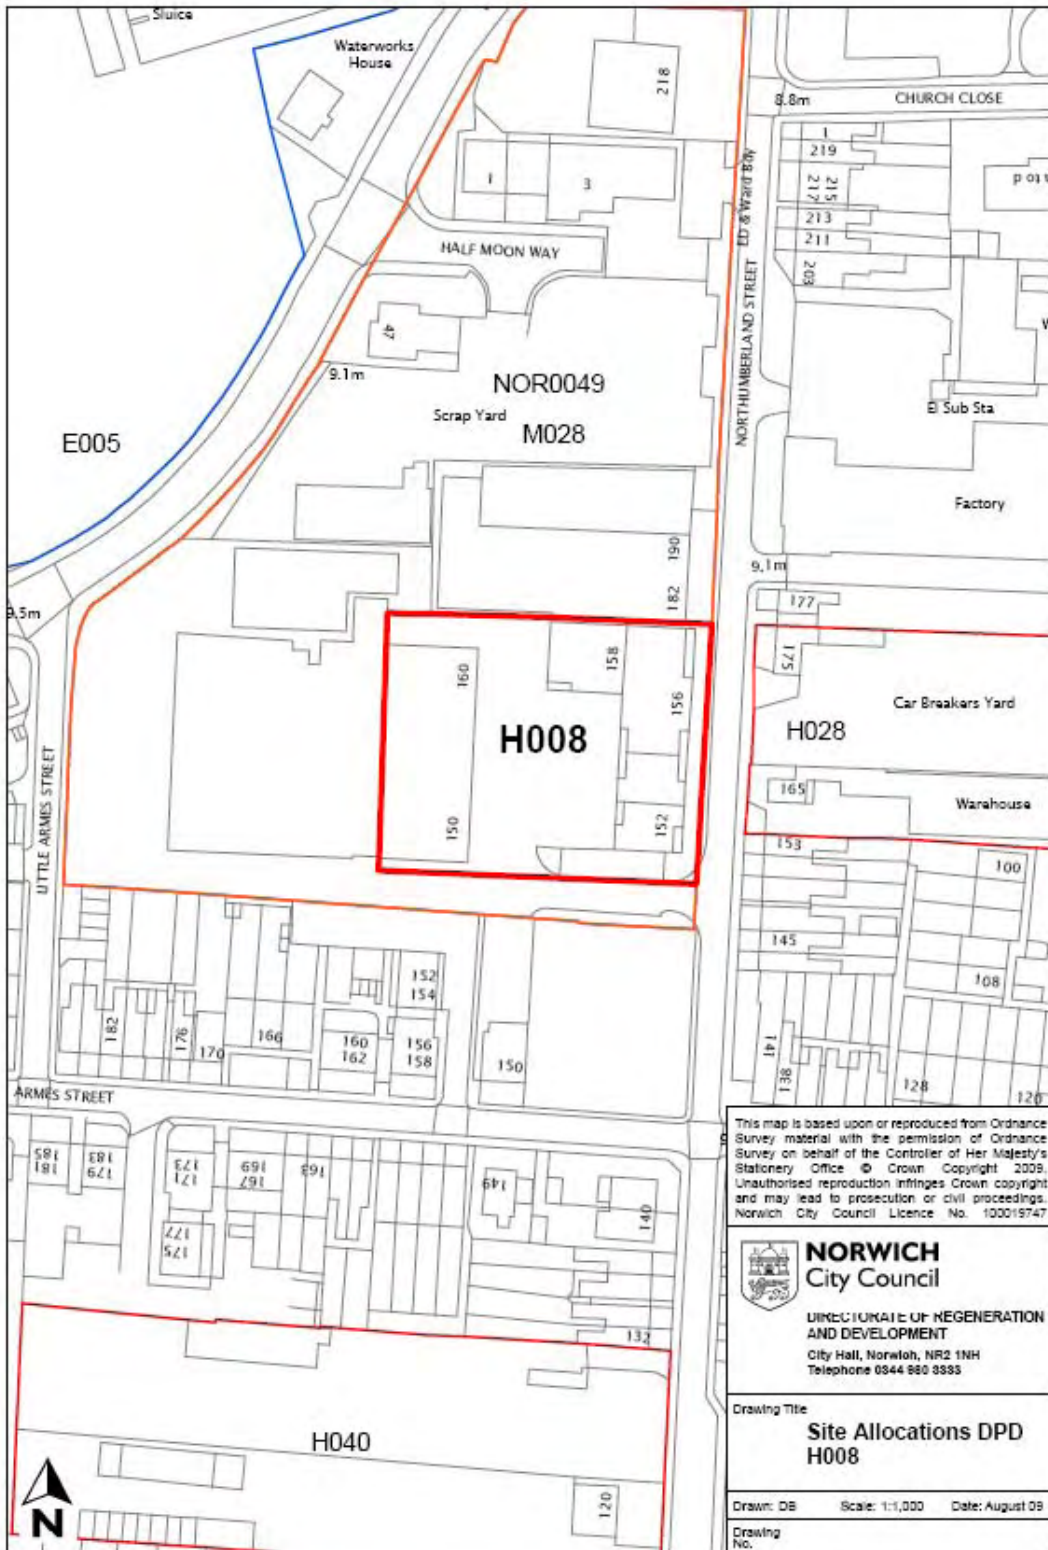 Sluice
Waterworks
House
218
8.8m
CHURCH CLOSE
1
219
215
217
213
211
203
ED & Ward Bdy
1
3
HALF MOON WAY
NORTHUMBERLAND STREET
47
9.1m
NOR0049
Scrap Yard
M028
E005
El Sub Sta
Factory
190
182
9.1m
9.5m
177
175
158
160
156
H008
Car Breakers Yard
H028
165
Warehouse
150
152
153
100
LITTLE ARMES STREET
145
108
152
154
182
176
170
166
160
162
156
158
150
141
138
128
120
ARMES STREET
185
181
183
179
173
171
169
167
163
149
140
177
175
132
H040
120
N
This map is based upon or reproduced from Ordnance
Survey material with the permission of Ordnance
Survey on behalf of the Controller of Her Majesty's
Stationery Office © Crown Copyright 2009.
Unauthorised reproduction infringes Crown copyright
and may lead to prosecution or civil proceedings.
Norwich City Council Licence No. 100019747
NORWICH
City Council
DIRECTORATE OF REGENERATION
AND DEVELOPMENT
City Hall, Norwich, NR2 1NH
Telephone 0344 980 3333
Drawing Title
Site Allocations DPD
H008
Drawn: DB Scale: 1:1,000 Date: August 09
Drawing
No.